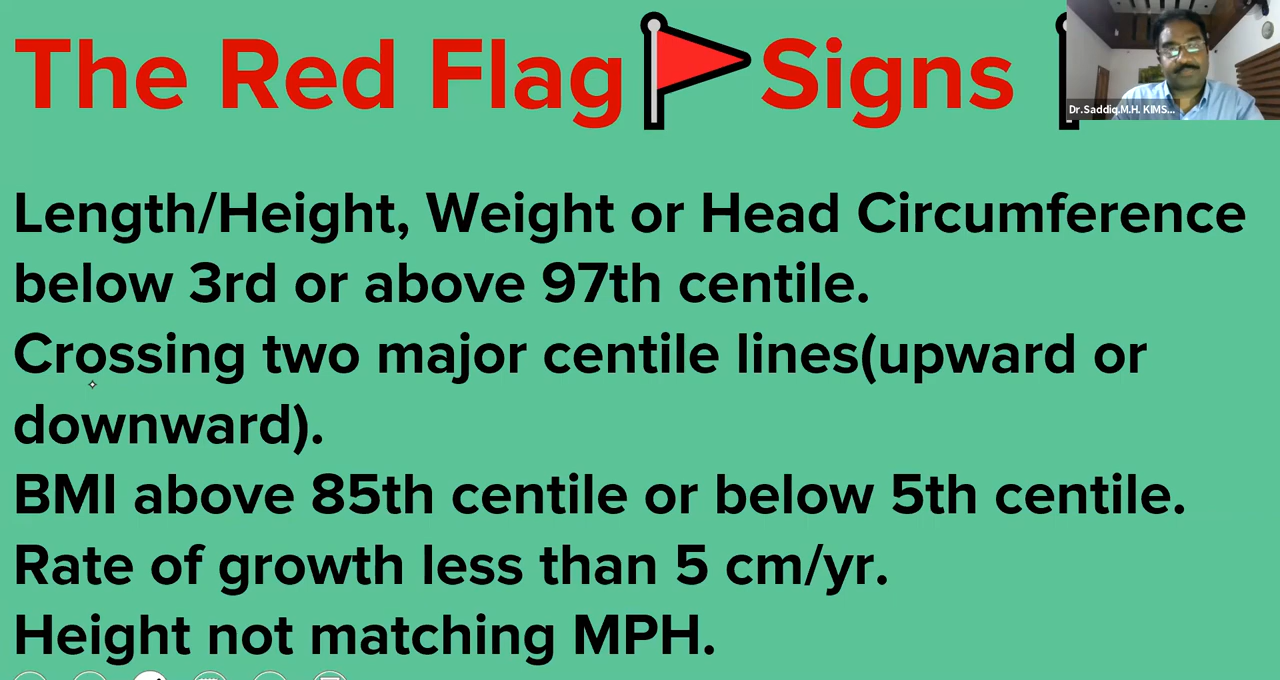 The Red Flag Signs
Dr.Saddiq.M.H. KIMS...
Length/Height, Weight or Head Circumference
below 3rd or above 97th centile.
Crossing two major centile lines(upward or
downward).
BMI above 85th centile or below 5th centile.
Rate of growth less than 5 cm/yr.
Height not matching MPH.